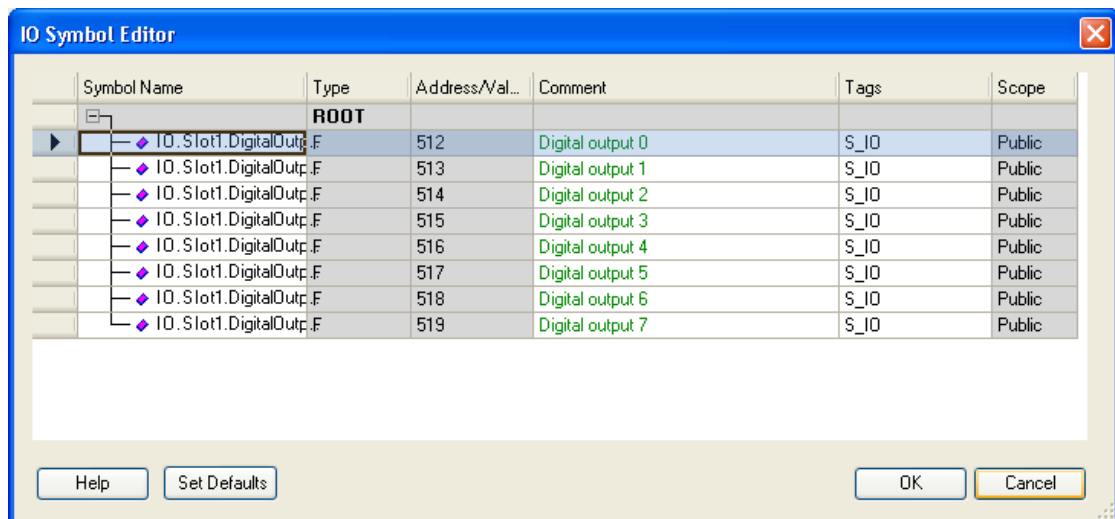 IO Symbol Editor
Symbol Name Type Address/Val... Comment Tags Scope
ROOT
IO.Slot1.DigitalOutp F 512 Digital output 0 S_IO Public
IO.Slot1.DigitalOutp F 513 Digital output 1 S_IO Public
IO.Slot1.DigitalOutp F 514 Digital output 2 S_IO Public
IO.Slot1.DigitalOutp F 515 Digital output 3 S_IO Public
IO.Slot1.DigitalOutp F 516 Digital output 4 S_IO Public
IO.Slot1.DigitalOutp F 517 Digital output 5 S_IO Public
IO.Slot1.DigitalOutp F 518 Digital output 6 S_IO Public
IO.Slot1.DigitalOutp F 519 Digital output 7 S_IO Public
Help Set Defaults OK Cancel